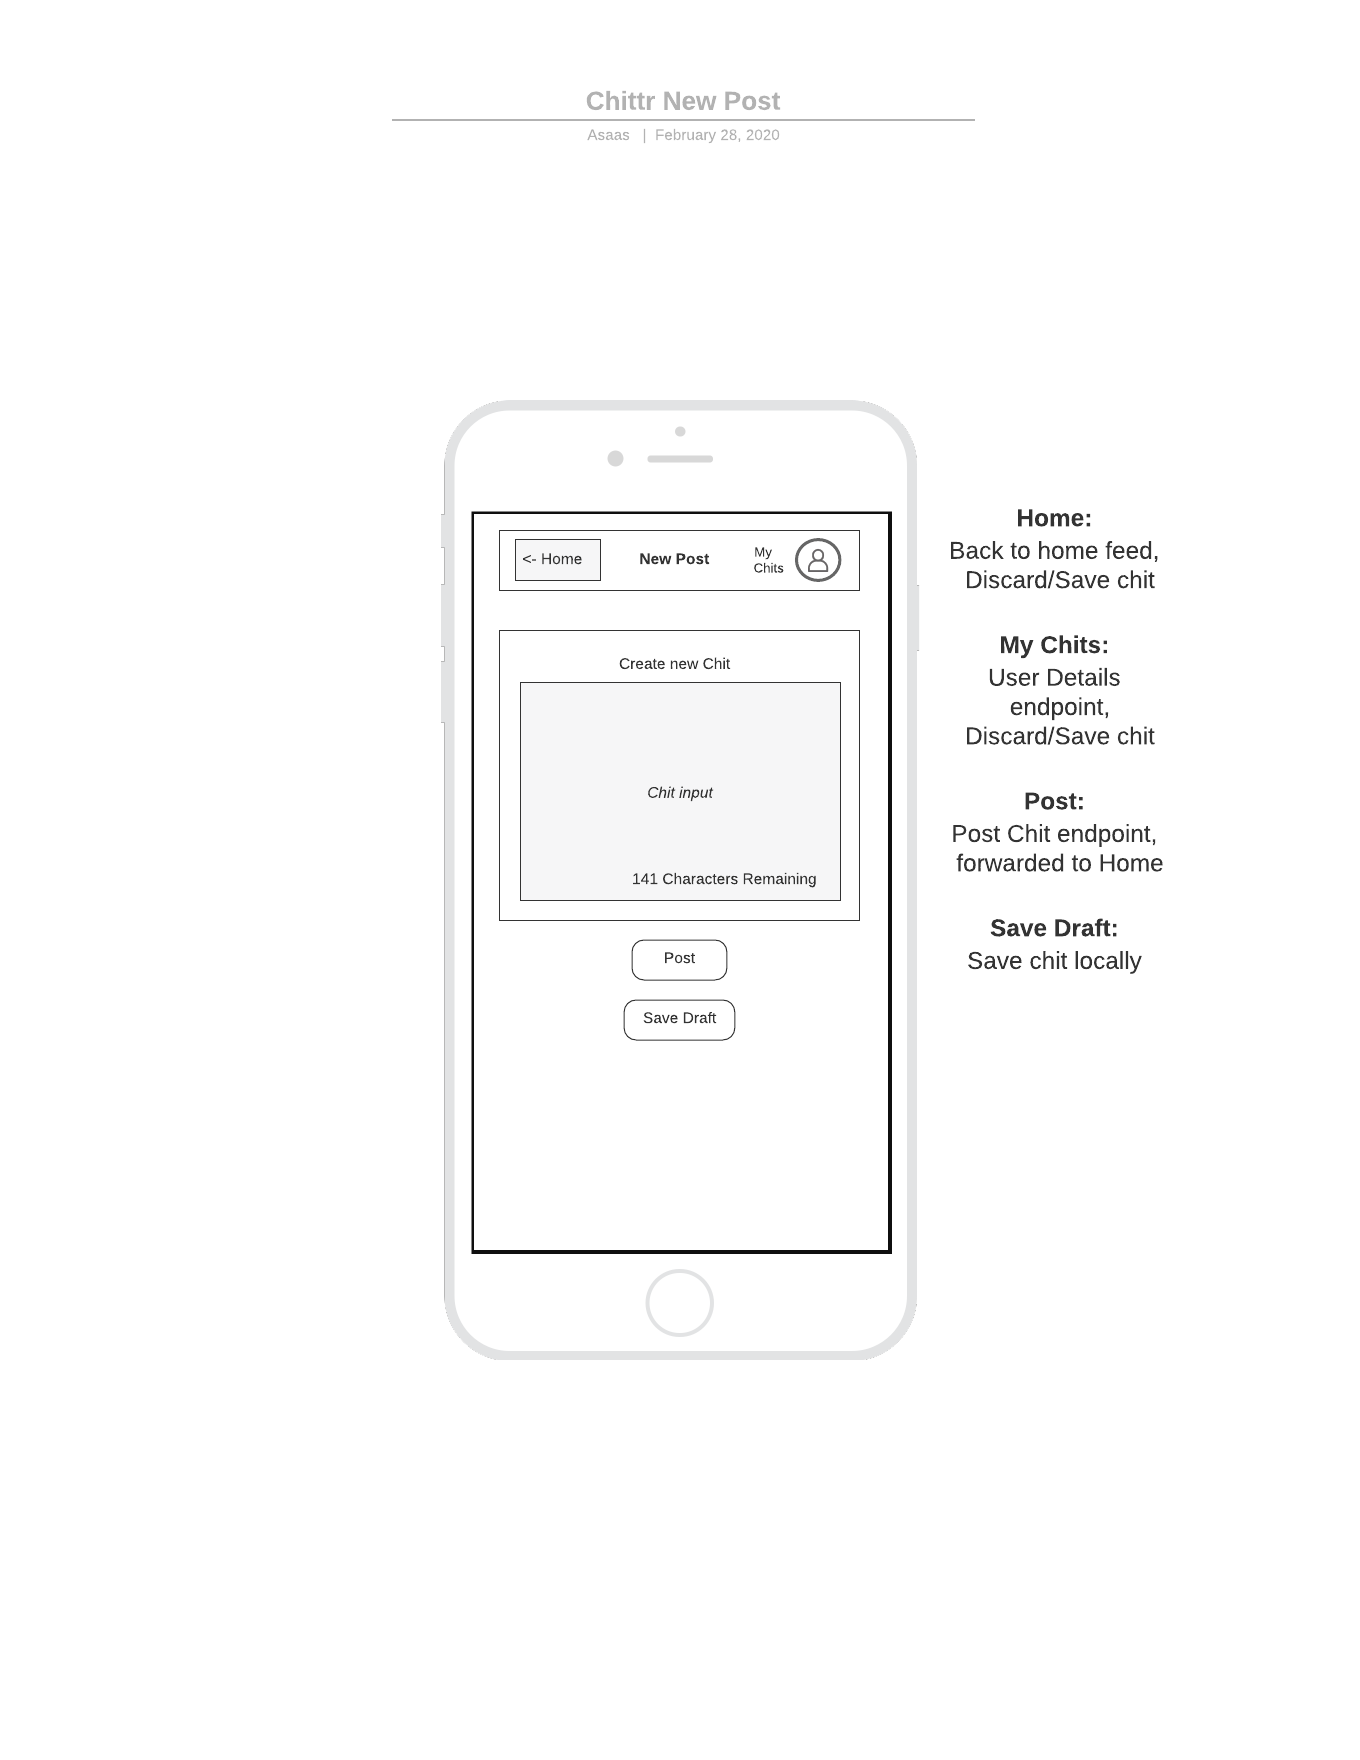 Chittr New Post
Asaas | February 28, 2020
<- Home
New Post
My
Chits
Create new Chit
Chit input
141 Characters Remaining
Post
Save Draft
Home:
Back to home feed,
Discard/Save chit
My Chits:
User Details
endpoint,
Discard/Save chit
Post:
Post Chit endpoint,
forwarded to Home
Save Draft:
Save chit locally